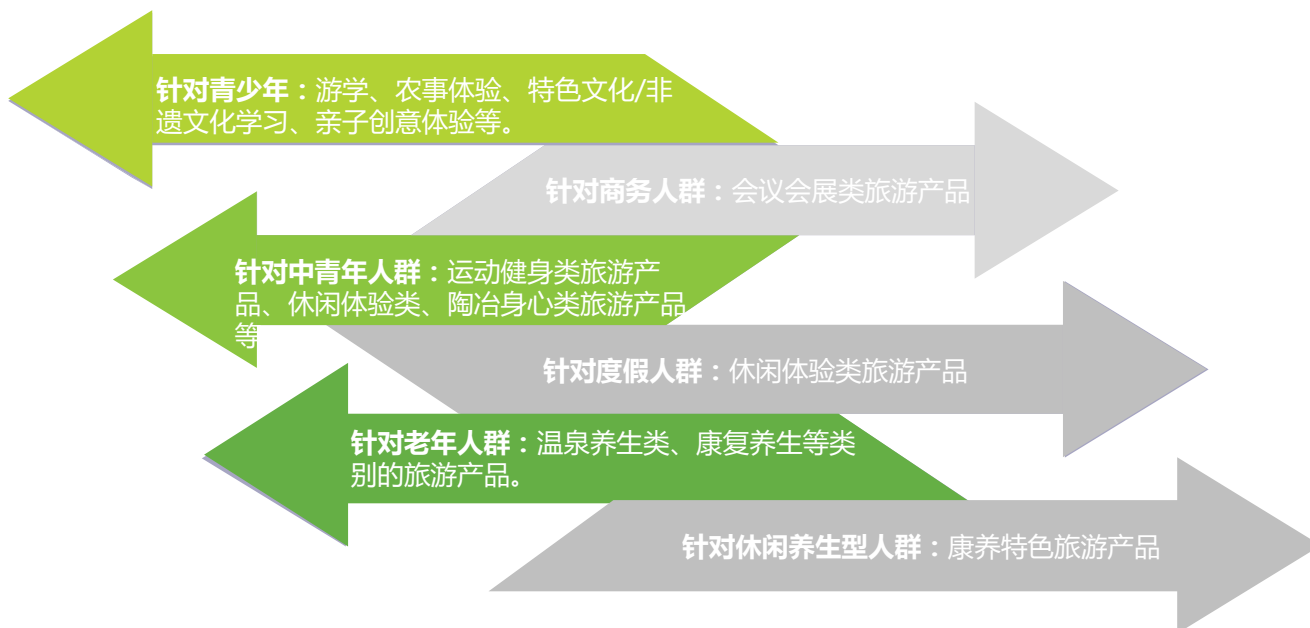 针对青少年：游学、农事体验、特色文化/非
遗文化学习、亲子创意体验等。
针对商务人群：会议会展类旅游产品
针对中青年人群：运动健身类旅游产
品、休闲体验类、陶冶身心类旅游产品
等
针对度假人群：休闲体验类旅游产品
针对老年人群：温泉养生类、康复养生等类
别的旅游产品。
针对休闲养生型人群：康养特色旅游产品